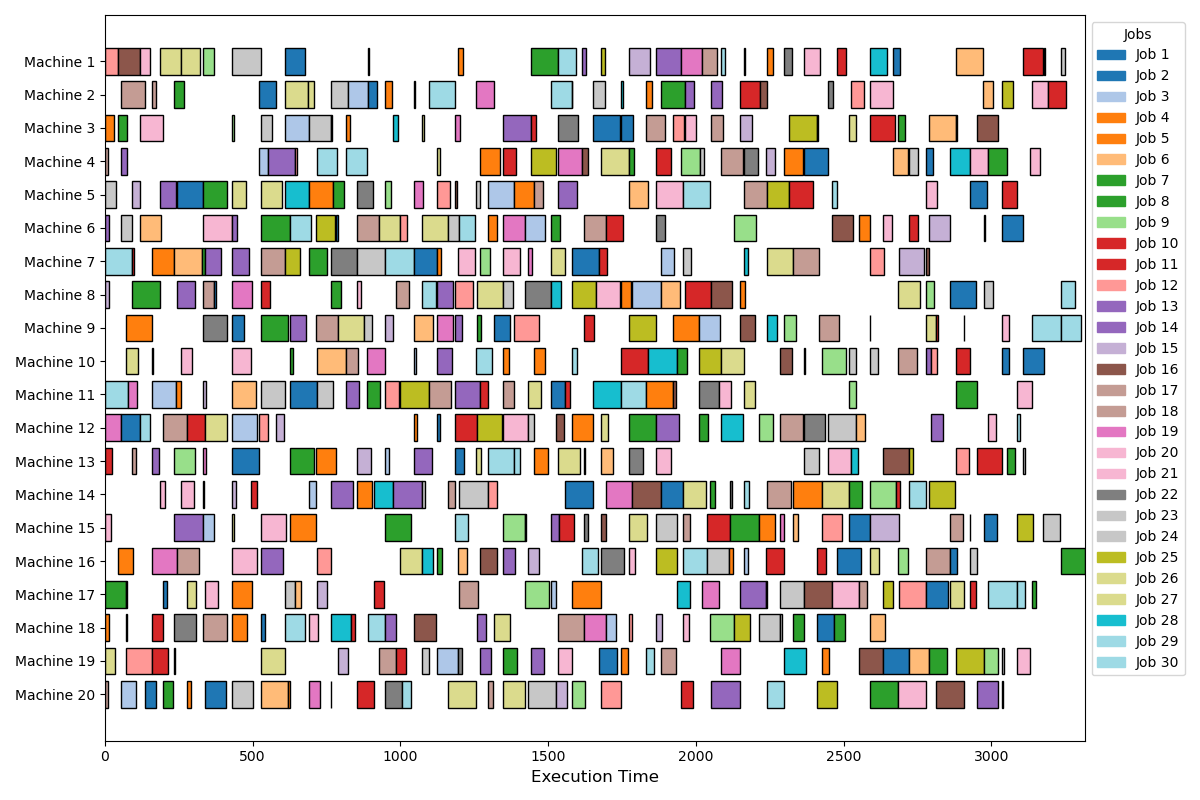 Machine 1
Machine 2
Machine 3
Machine 4
Machine 5
Machine 6
Machine 7
Machine 8
Machine 9
Machine 10
Machine 11
Machine 12
Machine 13
Machine 14
Machine 15
Machine 16
Machine 17
Machine 18
Machine 19
Machine 20
0 500 1000 1500 2000 2500 3000
Execution Time
Jobs
Job 1
Job 2
Job 3
Job 4
Job 5
Job 6
Job 7
Job 8
Job 9
Job 10
Job 11
Job 12
Job 13
Job 14
Job 15
Job 16
Job 17
Job 18
Job 19
Job 20
Job 21
Job 22
Job 23
Job 24
Job 25
Job 26
Job 27
Job 28
Job 29
Job 30